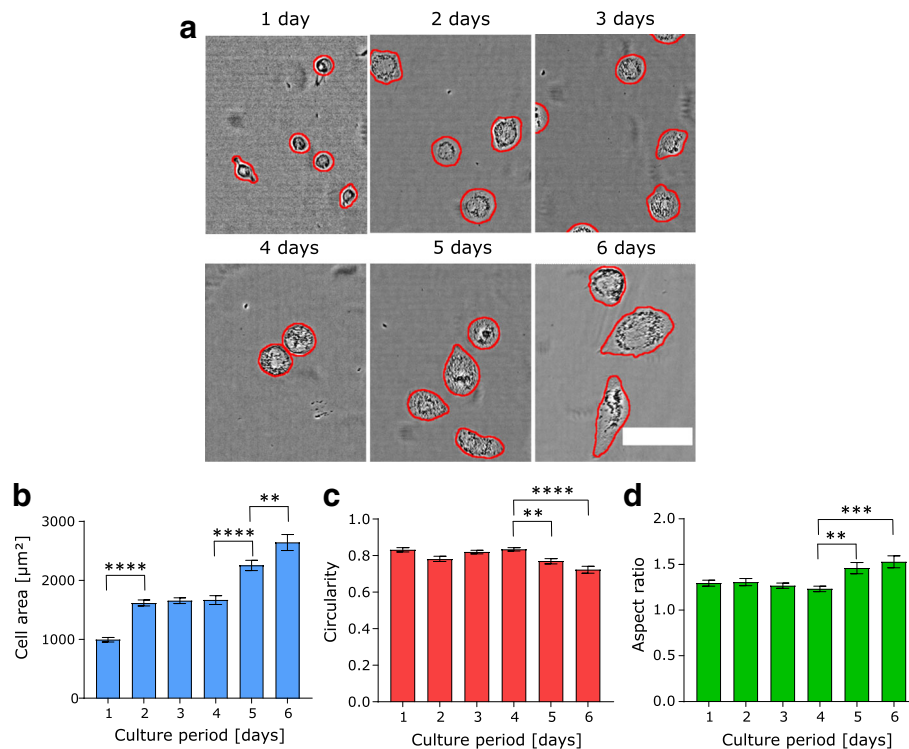 a
1 day
2 days
3 days
4 days
5 days
6 days
b
Cell area [µm²]
3000
2000
1000
0
****
****
**
1
2
3
4
5
6
Culture period [days]
c
Circularity
1.0
0.8
0.6
0.4
0.2
0.0
****
**
1
2
3
4
5
6
Culture period [days]
d
Aspect ratio
2.0
1.5
1.0
0.5
0.0
***
**
1
2
3
4
5
6
Culture period [days]